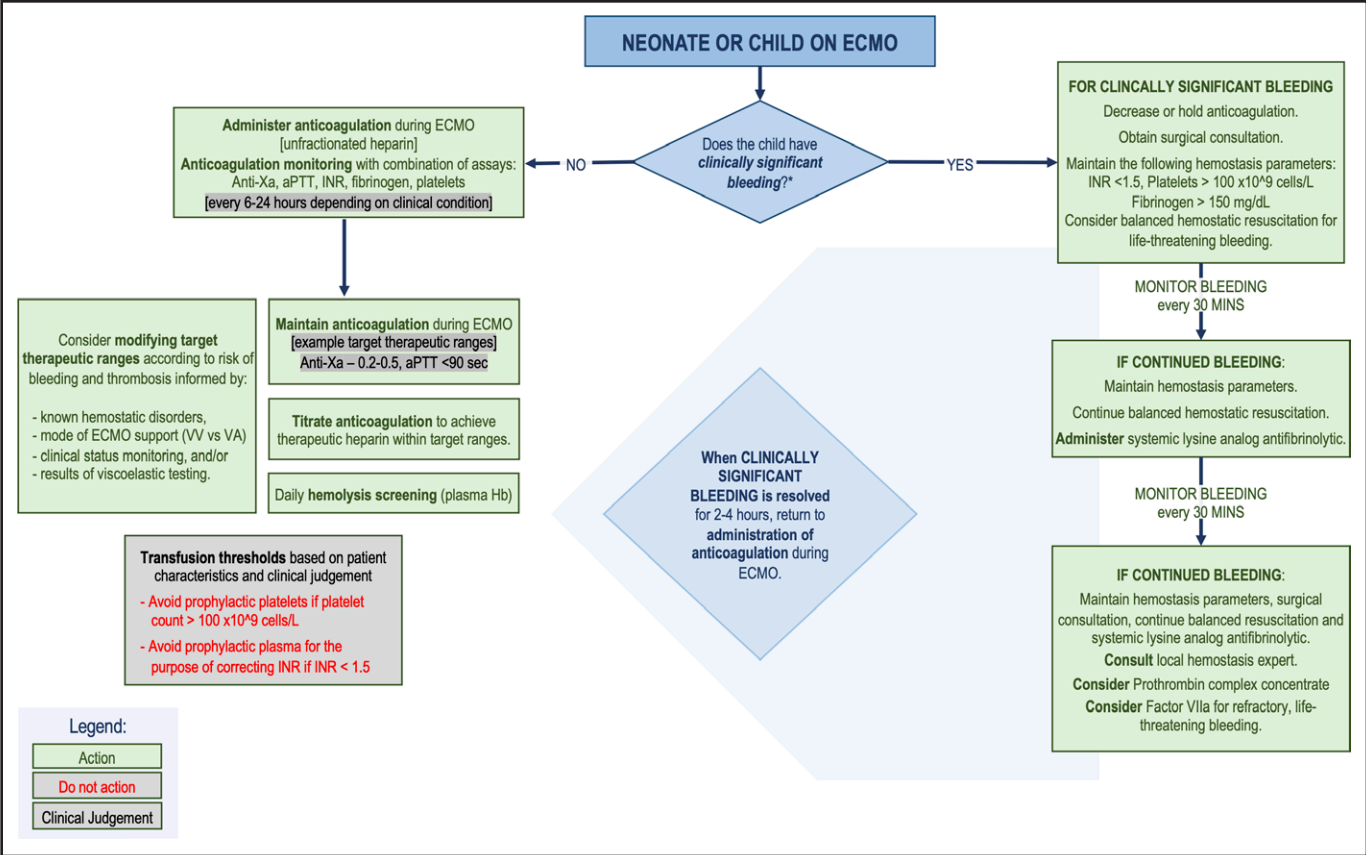 NEONATE OR CHILD ON ECMO
Does the child have
clinically significant
bleeding?*
NO
YES
Administer anticoagulation during ECMO
[unfractionated heparin]
Anticoagulation monitoring with combination of assays:
Anti-Xa, aPTT, INR, fibrinogen, platelets
[every 6-24 hours depending on clinical condition]
Consider modifying target
therapeutic ranges according to risk of
bleeding and thrombosis informed by:
- known hemostatic disorders,
- mode of ECMO support (VV vs VA)
- clinical status monitoring, and/or
- results of viscoelastic testing.
Maintain anticoagulation during ECMO
[example target therapeutic ranges]
Anti-Xa – 0.2-0.5, aPTT <90 sec
Titrate anticoagulation to achieve
therapeutic heparin within target ranges.
Daily hemolysis screening (plasma Hb)
Transfusion thresholds based on patient
characteristics and clinical judgement
- Avoid prophylactic platelets if platelet
count > 100 x10^9 cells/L
- Avoid prophylactic plasma for the
purpose of correcting INR if INR < 1.5
When CLINICALLY
SIGNIFICANT
BLEEDING is resolved
for 2-4 hours, return to
administration of
anticoagulation during
ECMO.
FOR CLINCALLY SIGNIFICANT BLEEDING
Decrease or hold anticoagulation.
Obtain surgical consultation.
Maintain the following hemostasis parameters:
INR <1.5, Platelets > 100 x10^9 cells/L
Fibrinogen > 150 mg/dL
Consider balanced hemostatic resuscitation for
life-threatening bleeding.
MONITOR BLEEDING
every 30 MINS
IF CONTINUED BLEEDING:
Maintain hemostasis parameters.
Continue balanced hemostatic resuscitation.
Administer systemic lysine analog antifibrinolytic.
MONITOR BLEEDING
every 30 MINS
IF CONTINUED BLEEDING:
Maintain hemostasis parameters, surgical
consultation, continue balanced resuscitation and
systemic lysine analog antifibrinolytic.
Consult local hemostasis expert.
Consider Prothrombin complex concentrate
Consider Factor VIIa for refractory, life-
threatening bleeding.
Legend:
Action
Do not action
Clinical Judgement